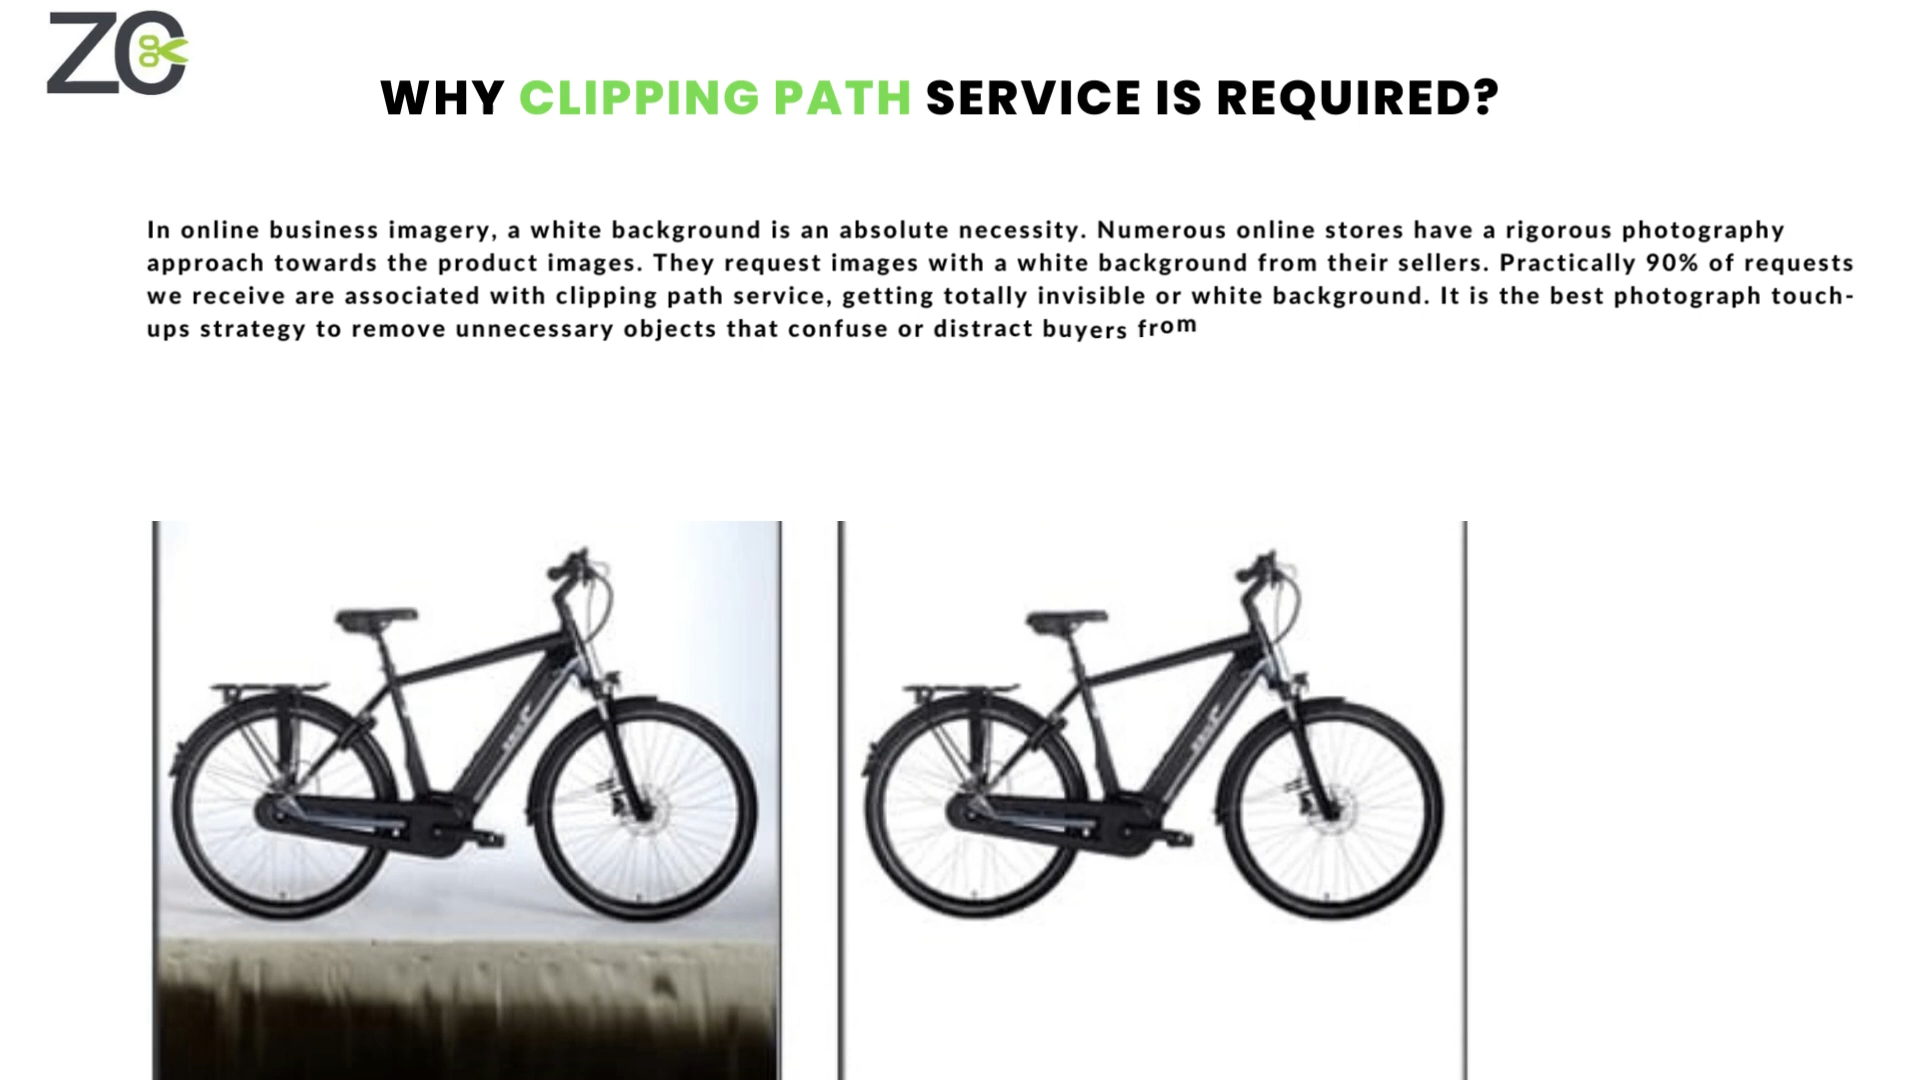 ZC
WHY CLIPPING PATH SERVICE IS REQUIRED?
In online business imagery, a white background is an absolute necessity. Numerous online stores have a rigorous photography
approach towards the product images. They request images with a white background from their sellers. Practically 90% of requests
we receive are associated with clipping path service, getting totally invisible or white background. It is the best photograph touch-
ups strategy to remove unnecessary objects that confuse or distract buyers from